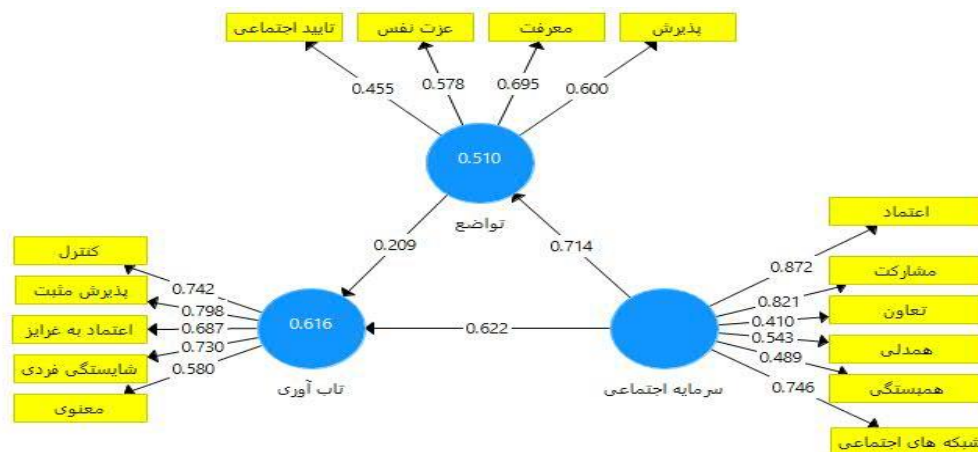 تایید اجتماعی
عزت نفس
معرفت
پذیرش
0.455
0.578
0.695
0.600
0.510
تواضع
0.209
0.714
کنترل
پذیرش مثبت
اعتماد به غرایز
شایستگی فردی
معنوی
0.742
0.798
0.687
0.730
0.580
0.616
تاب آوری
0.622
سرمایه اجتماعی
0.872
0.821
0.410
0.543
0.489
0.746
اعتماد
مشارکت
تعاون
همدلی
همبستگی
شبکه های اجتماعی